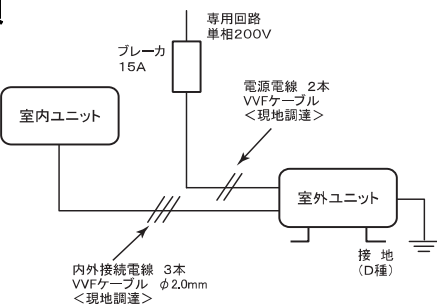 専用回路
単相200V
ブレーカ
15A
電源電線 2本
VVFケーブル
＜現地調達＞
室内ユニット
室外ユニット
接 地
(D種)
内外接続電線 3本
VVFケーブル φ2.0mm
＜現地調達＞